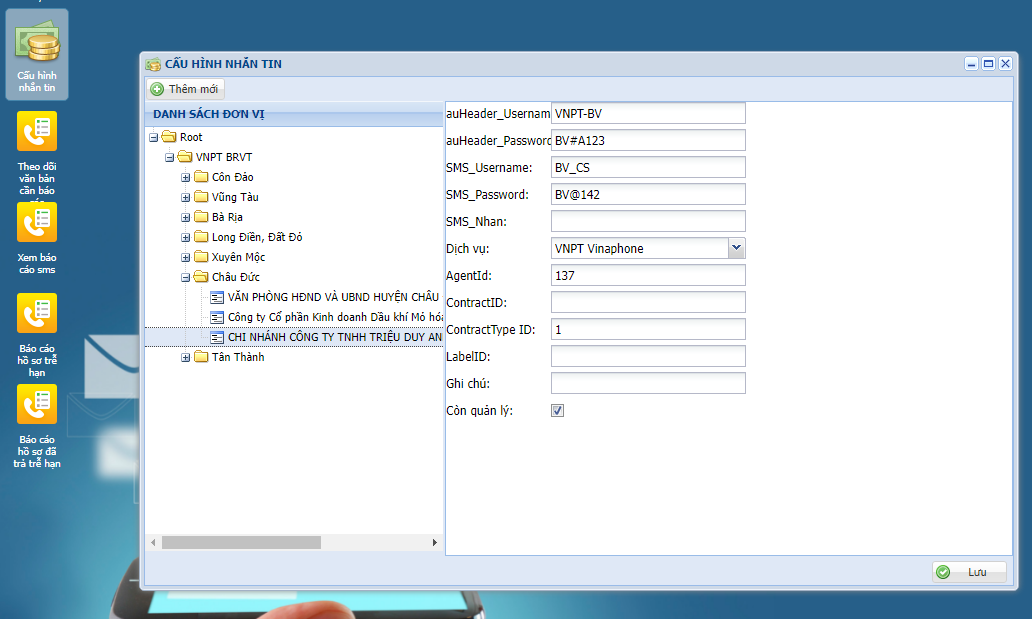 Cấu hình
nhắn tin
Theo dõi
văn bản
cần báo
Xem báo
cáo sms
Báo cáo
hồ sơ trễ
hạn
Báo cáo
hồ sơ đã
trả trễ hạn
CẤU HÌNH NHẮN TIN
Thêm mới
DANH SÁCH ĐƠN VỊ
Root
VNPT BRVT
Côn Đảo
Vũng Tàu
Bà Rịa
Long Điền, Đất Đỏ
Xuyên Mộc
Châu Đức
VĂN PHÒNG HĐND VÀ UBND HUYỆN CHÂU
Công ty Cổ phần Kinh doanh Dầu khí Mỏ hóa
CHI NHÁNH CÔNG TY TNHH TRIỆU DUY AN
Tân Thành
auHeader_Usernam VNPT-BV
auHeader_Password BV#A123
SMS_Username: BV_CS
SMS_Password: BV@142
SMS_Nhan:
Dịch vụ: VNPT Vinaphone
AgentId: 137
ContractID:
ContractType ID: 1
LabelID:
Ghi chú:
Còn quản lý:
Lưu